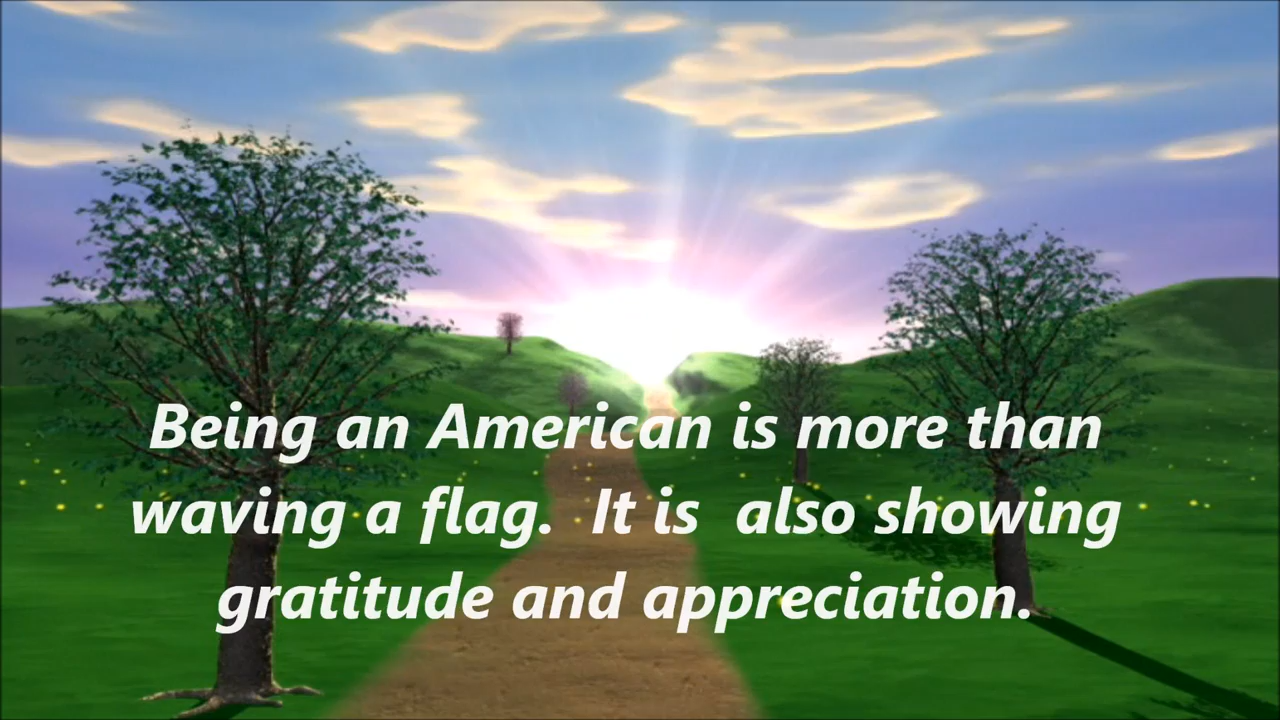 Being an American is more than
waving a flag.  It is  also showing
gratitude and appreciation.